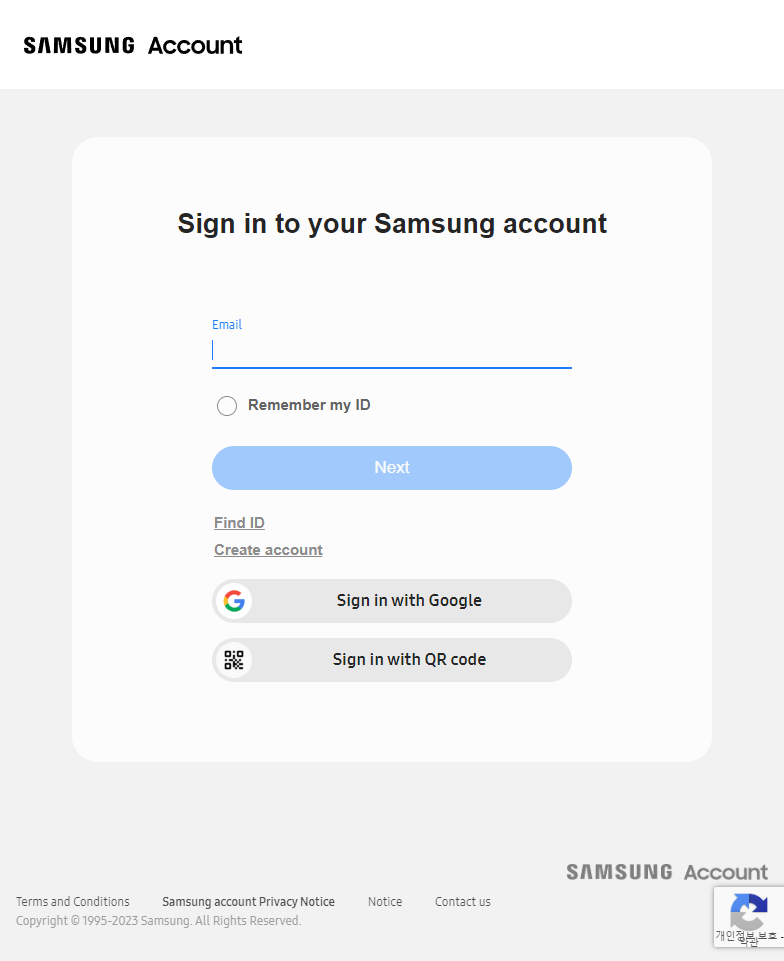 SAMSUNG Account
Sign in to your Samsung account
Email
Remember my ID
Next
Find ID
Create account
Sign in with Google
Sign in with QR code
SAMSUNG Account
Terms and Conditions Samsung account Privacy Notice Notice Contact us
Copyright © 1995-2023 Samsung. All Rights Reserved.
개인정보 보호 -
약관